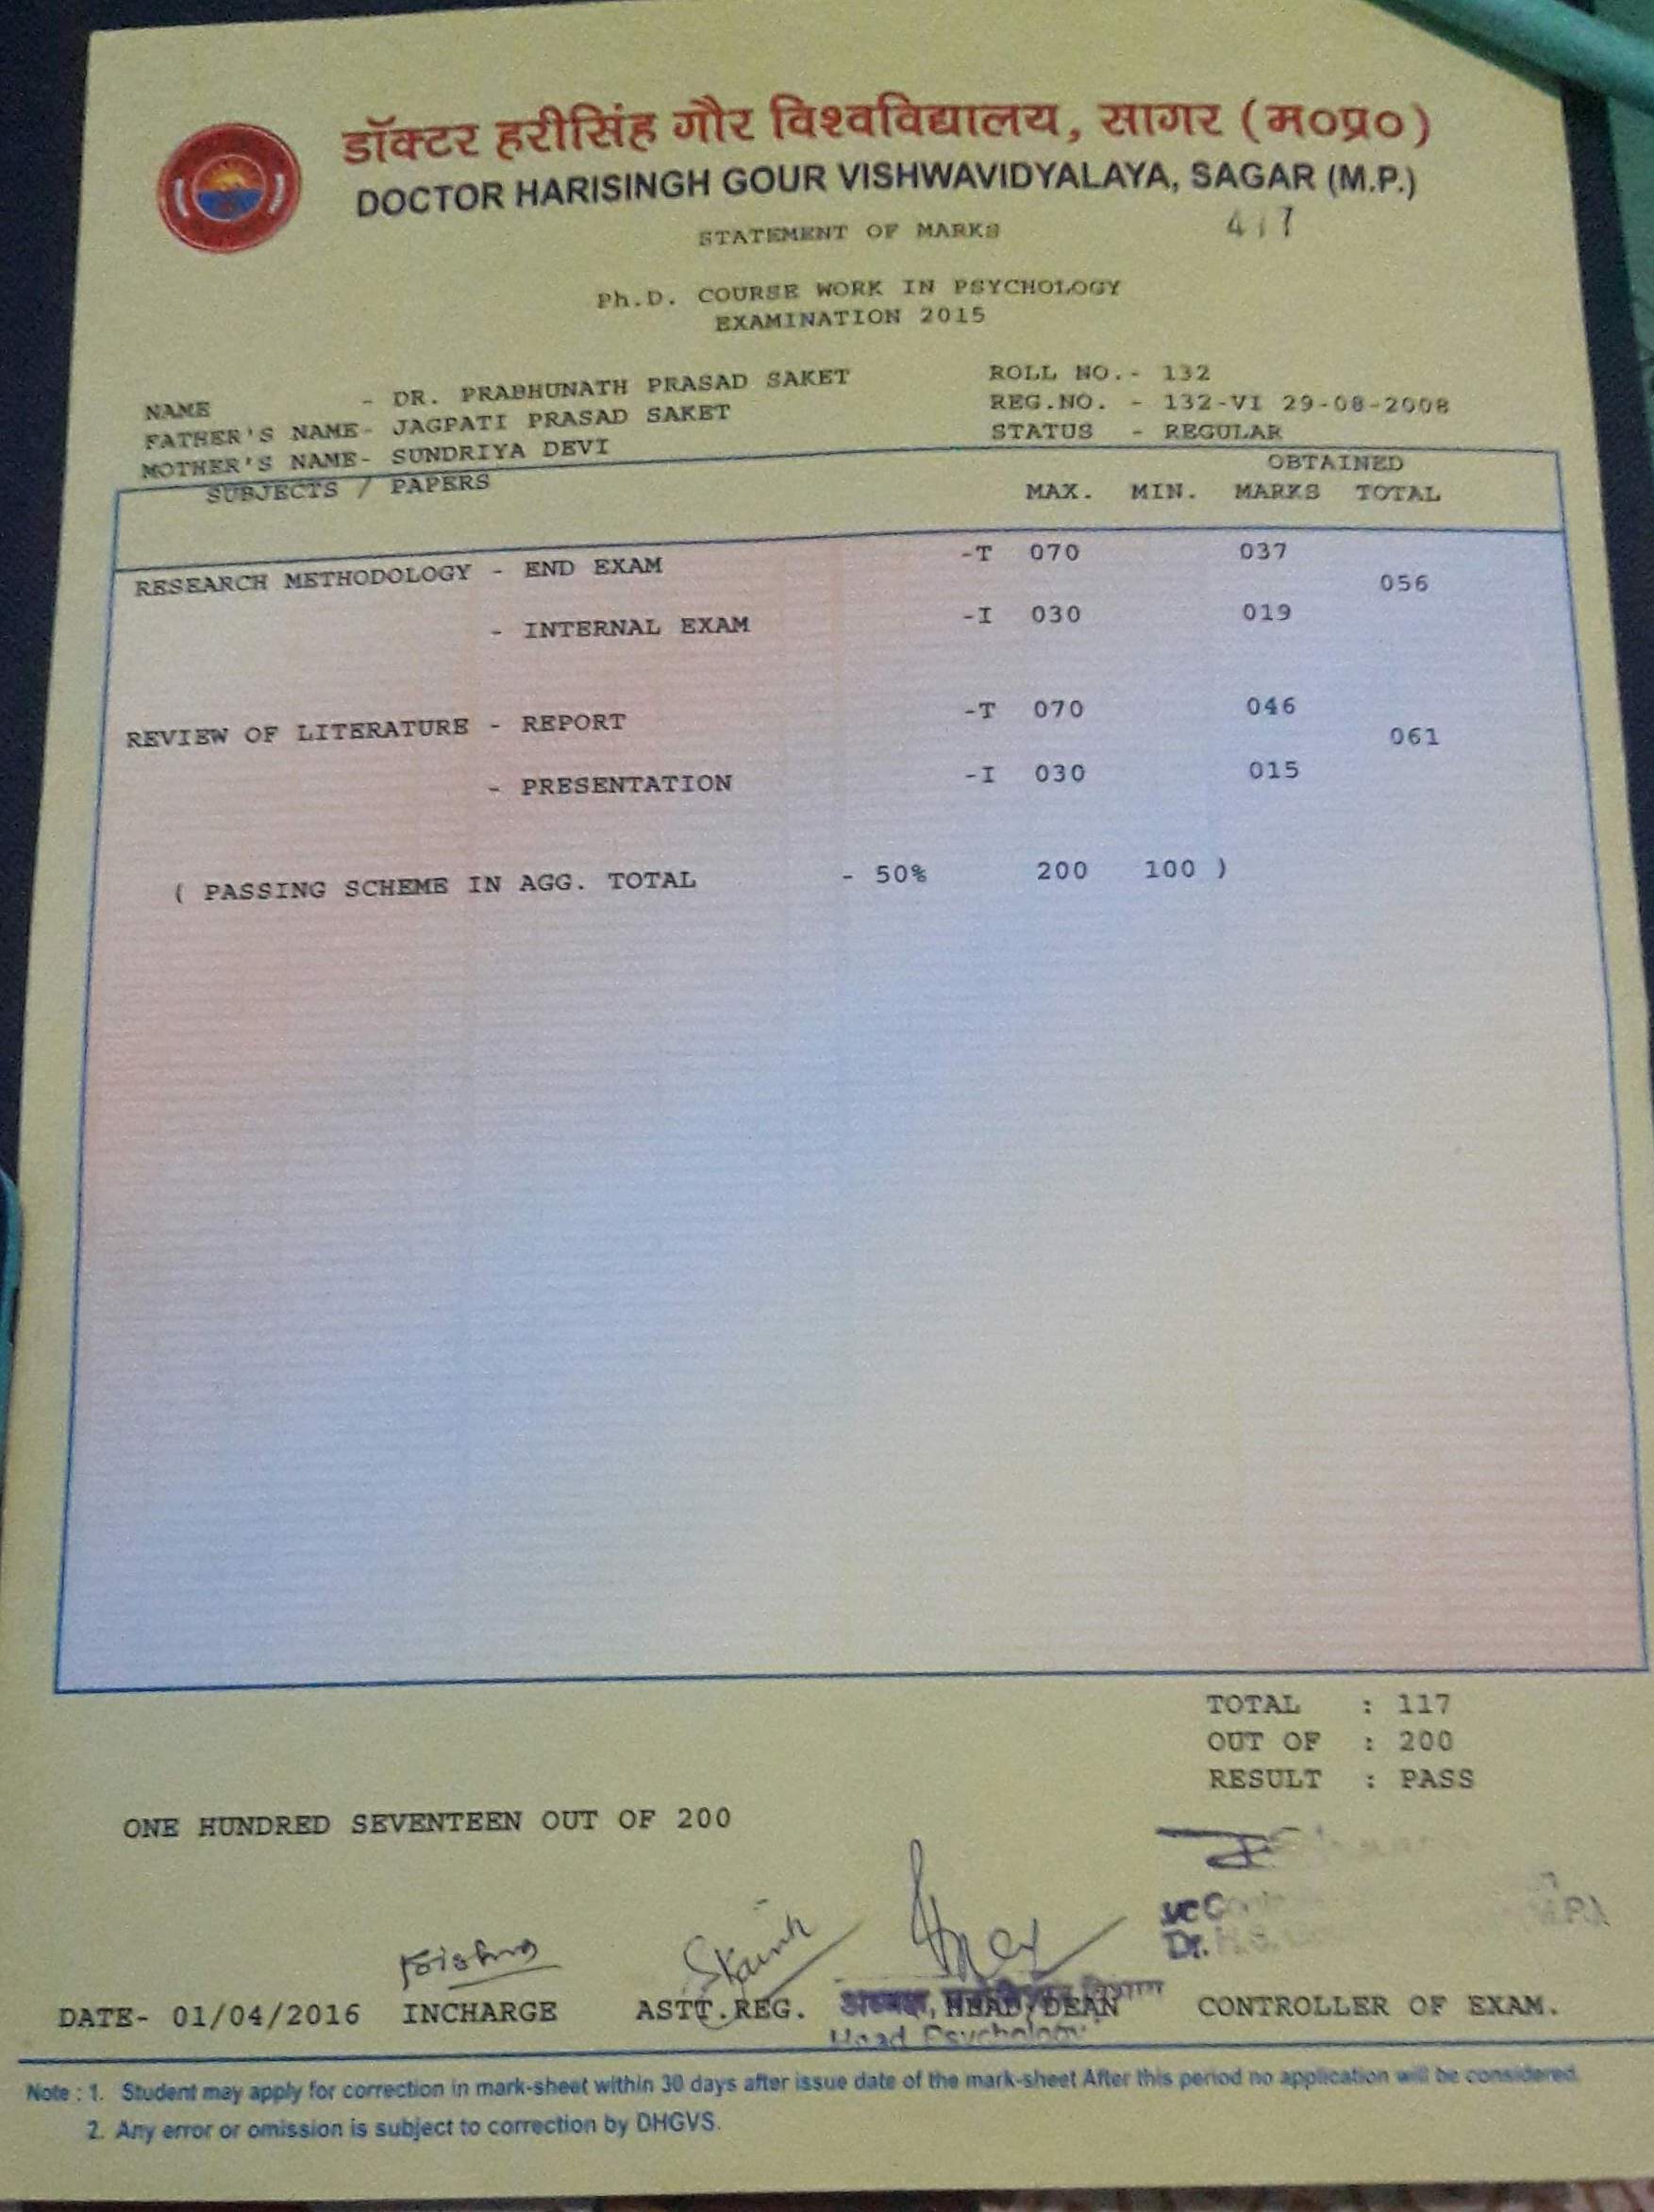 डॉक्टर हरीसिंह गौर विश्वविद्यालय, सागर (म०प्र०)
DOCTOR HARISINGH GOUR VISHWAVIDYALAYA, SAGAR (M.P.)
STATEMENT OF MARKS 417
Ph.D. COURSE WORK IN PSYCHOLOGY
EXAMINATION 2015
NAME - DR. PRABHUNATH PRASAD SAKET ROLL NO.- 132
FATHER'S NAME- JAGPATI PRASAD SAKET REG.NO. - 132-VI 29-08-2008
MOTHER'S NAME- SUNDRIYA DEVI STATUS - REGULAR
OBTAINED
SUBJECTS / PAPERS MAX. MIN. MARKS TOTAL
RESEARCH METHODOLOGY - END EXAM -T 070 037
056
- INTERNAL EXAM -I 030 019
REVIEW OF LITERATURE - REPORT -T 070 046
061
- PRESENTATION -I 030 015
( PASSING SCHEME IN AGG. TOTAL - 50% 200 100 )
TOTAL : 117
OUT OF : 200
RESULT : PASS
ONE HUNDRED SEVENTEEN OUT OF 200
Dr. H.S.
Krishna
DATE- 01/04/2016 INCHARGE ASTT.REG. अध्यक्ष, HEAD/DEAN विभाग CONTROLLER OF EXAM.
Head Psychology
Note : 1. Student may apply for correction in mark-sheet within 30 days after issue date of the mark-sheet After this period no application will be considered.
2. Any error or omission is subject to correction by DHGVS.